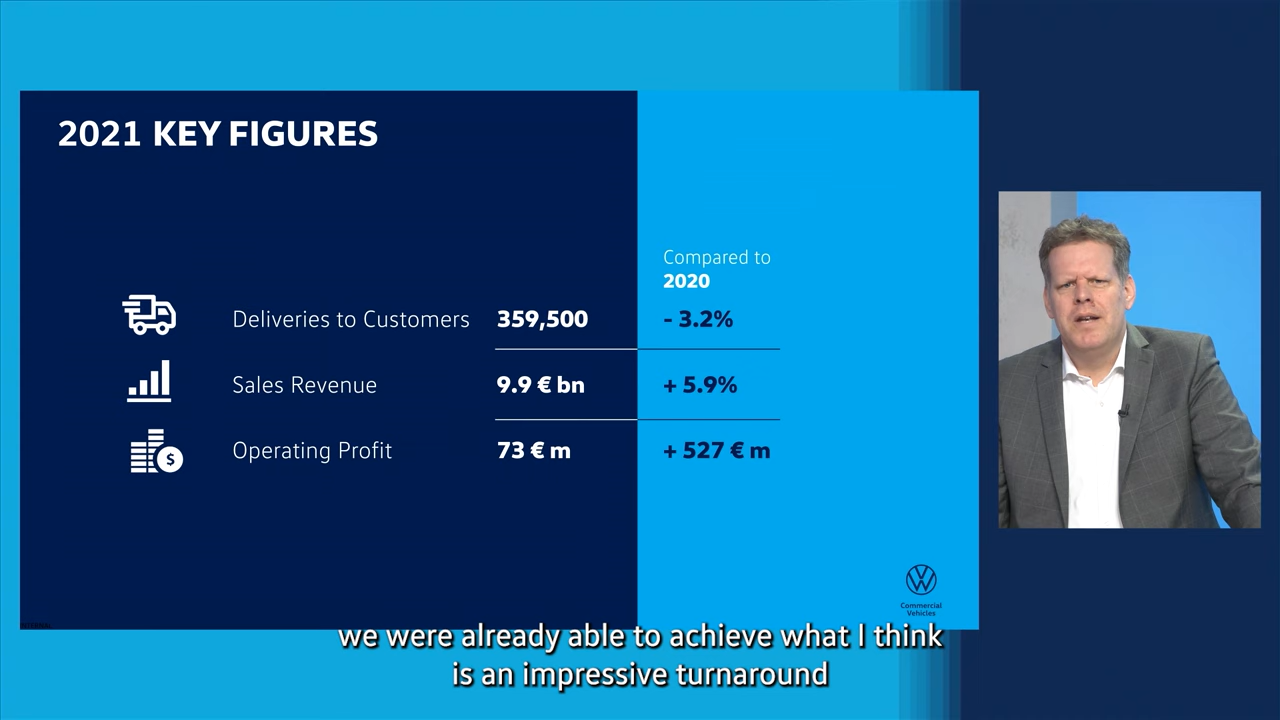 2021 KEY FIGURES
Compared to
2020
Deliveries to Customers 359,500 - 3.2%
Sales Revenue 9.9 € bn + 5.9%
Operating Profit 73 € m + 527 € m
$
Commercial
Vehicles
we were already able to achieve what I think
is an impressive turnaround